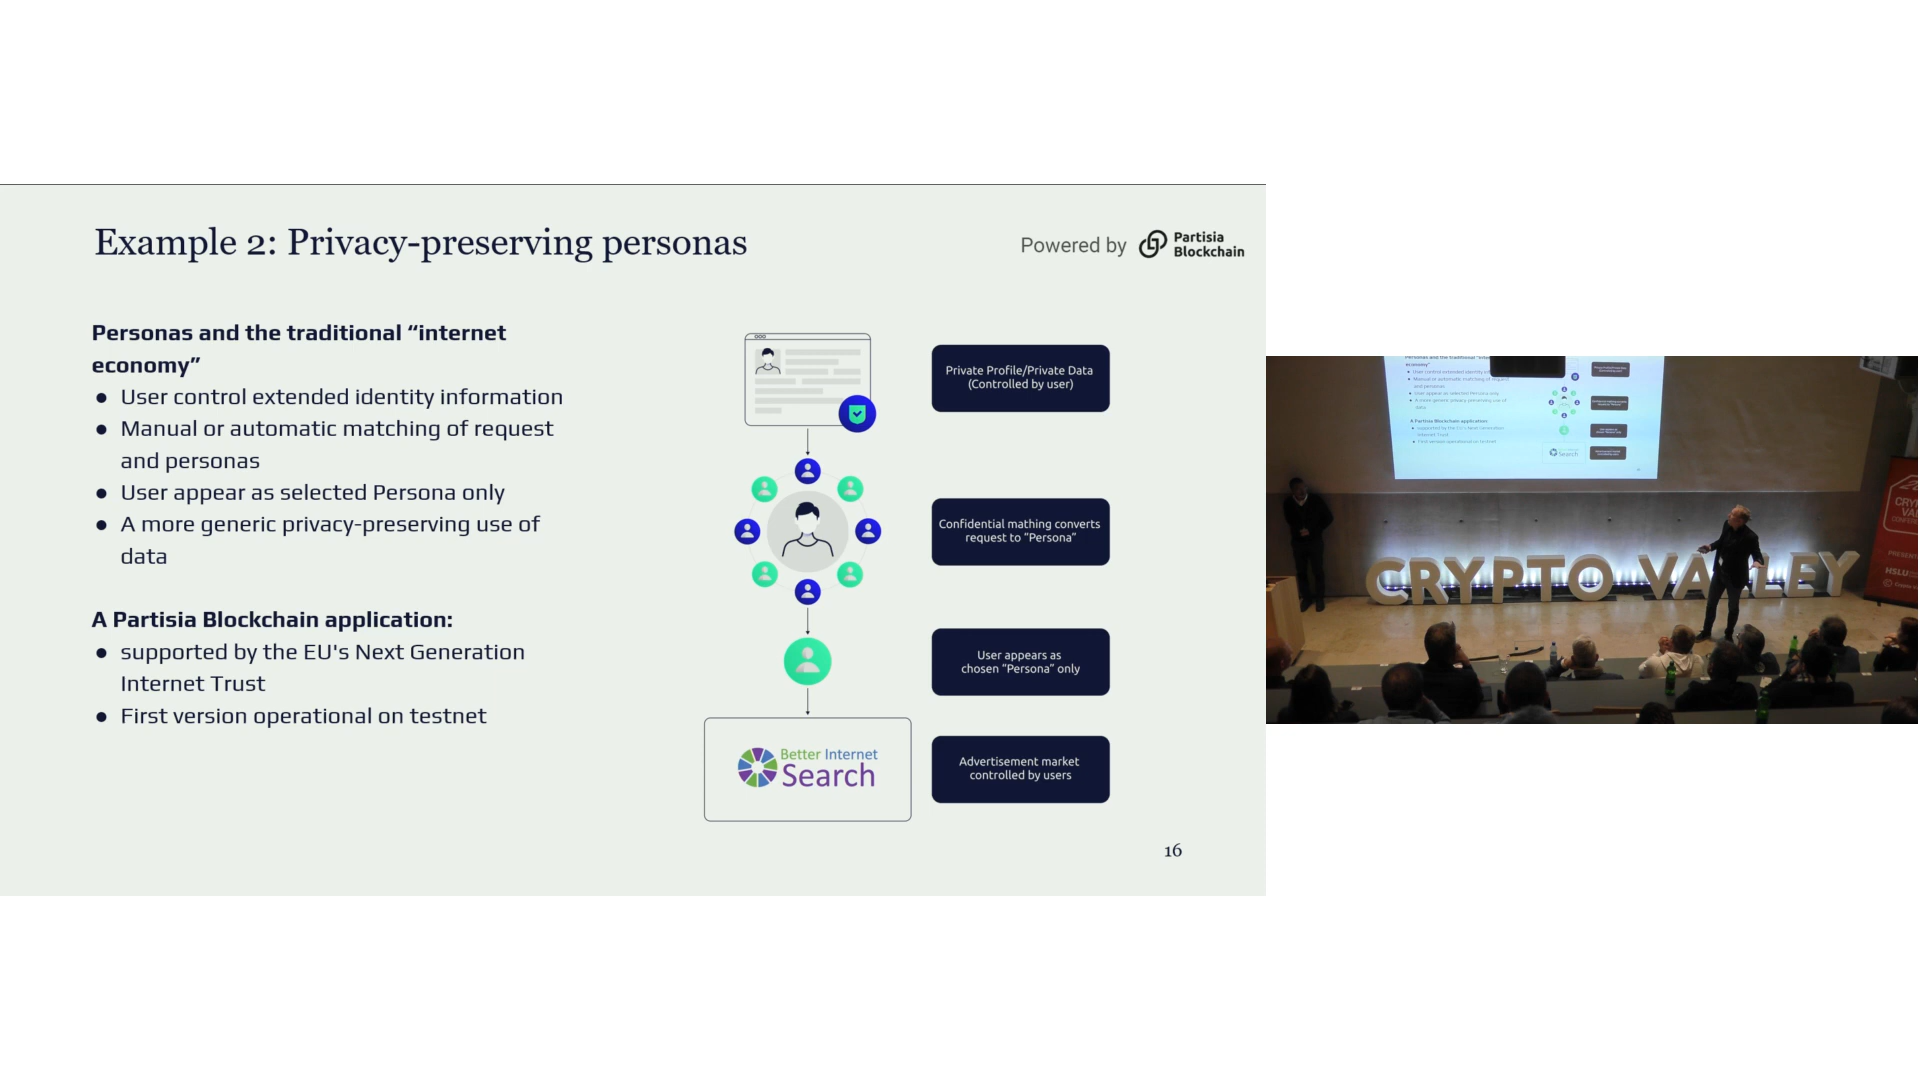 Example 2: Privacy-preserving personas
Powered by
Partisia
Blockchain
Personas and the traditional “internet
economy”
● User control extended identity information
● Manual or automatic matching of request
and personas
● User appear as selected Persona only
● A more generic privacy-preserving use of
data
A Partisia Blockchain application:
● supported by the EU's Next Generation
Internet Trust
● First version operational on testnet
Private Profile/Private Data
(Controlled by user)
Confidential mathing converts
request to “Persona”
User appears as
chosen “Persona” only
Better Internet
Search
Advertisement market
controlled by users
16
CRYPTO VALLEY
HSLU